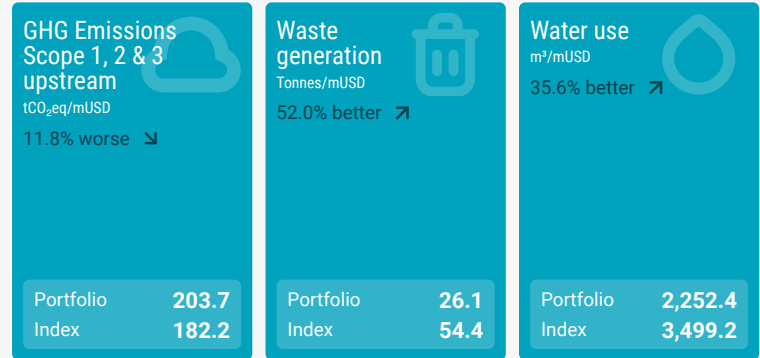 GHG Emissions
Scope 1, 2 & 3
upstream
tCO₂eq/mUSD
11.8% worse ↘
Portfolio 203.7
Index 182.2
Waste
generation
Tonnes/mUSD
52.0% better ↗
Portfolio 26.1
Index 54.4
Water use
m³/mUSD
35.6% better ↗
Portfolio 2,252.4
Index 3,499.2